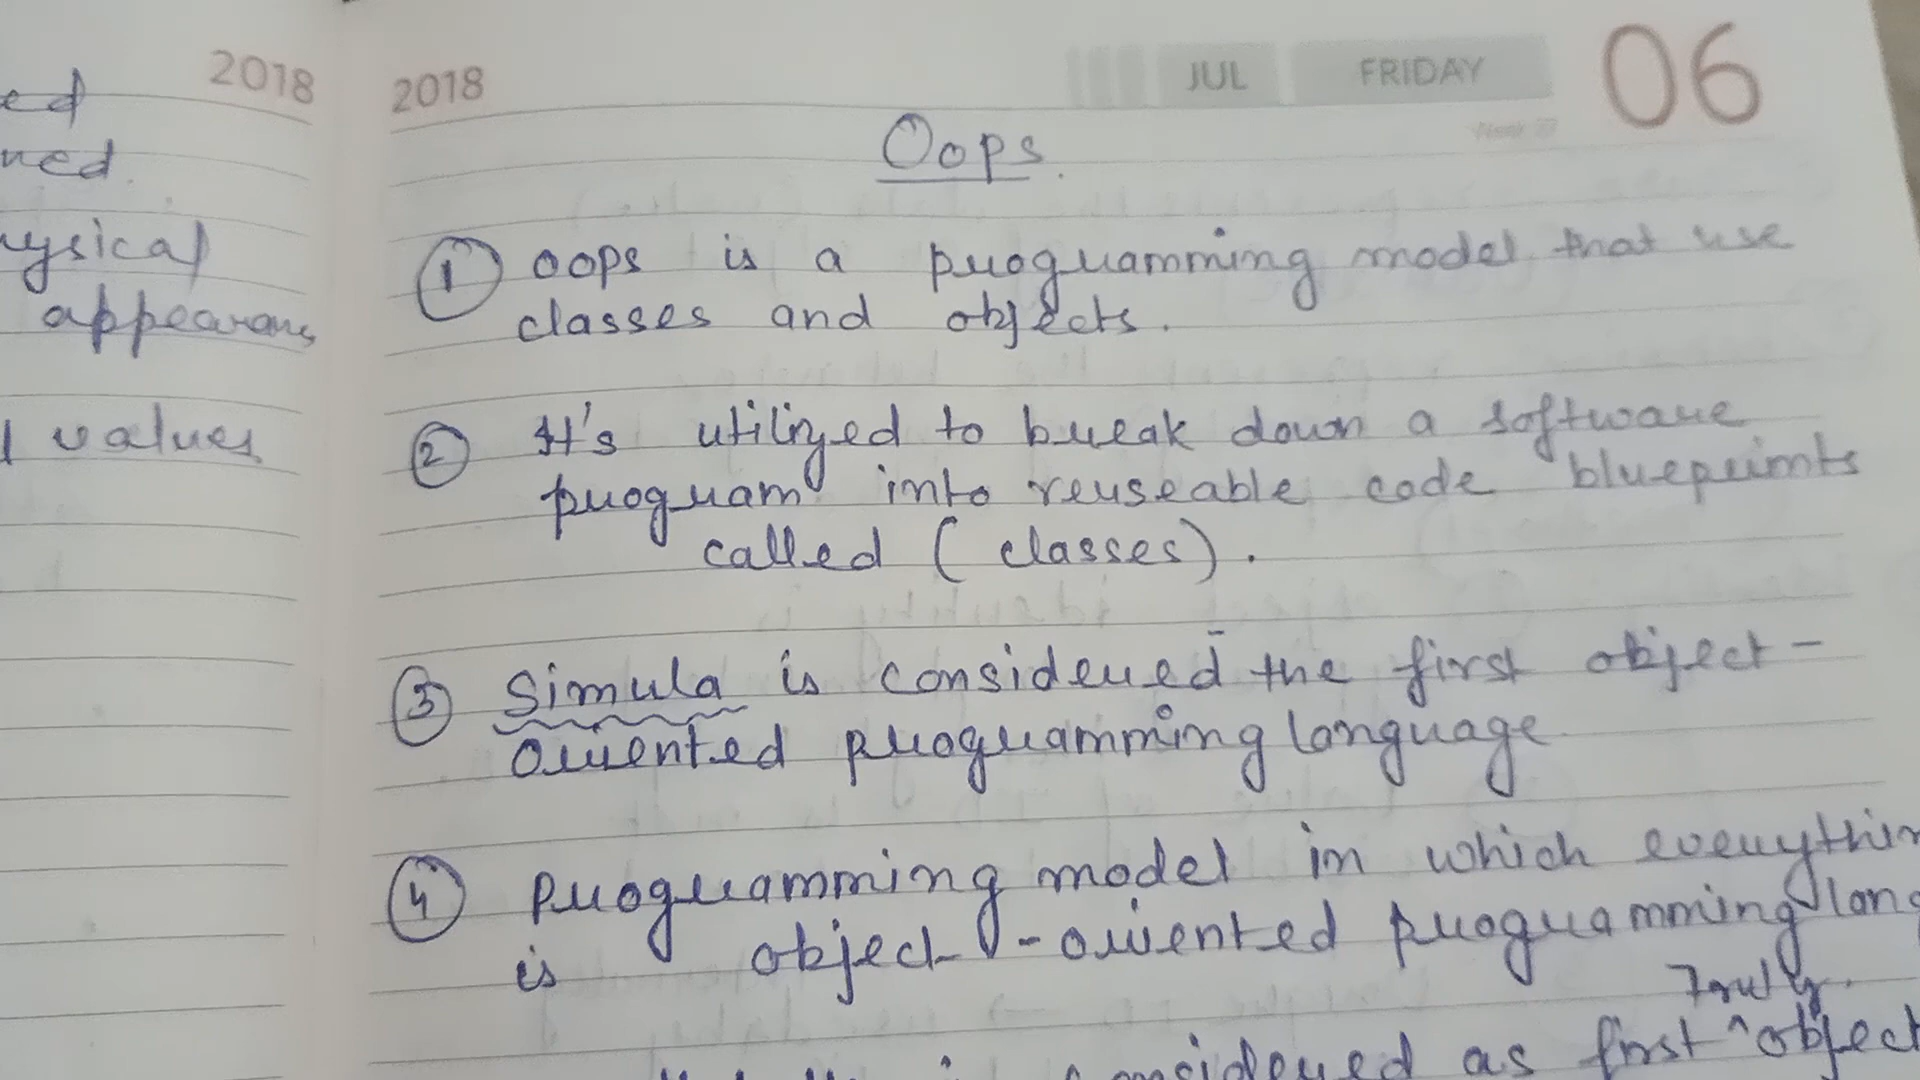 2018
ed
ned.
ysical
appearanc
values
2018
JUL FRIDAY 06
Oops.
① oops is a programming model that use
classes and objects.
② It's utilized to break down a software
program into reuseable code blueprints
called (classes).
③ Simula is considered the first object-
oriented programming language
④ Programming model in which everythin
is object-oriented programming lang
Truly.
considered as first ^ object